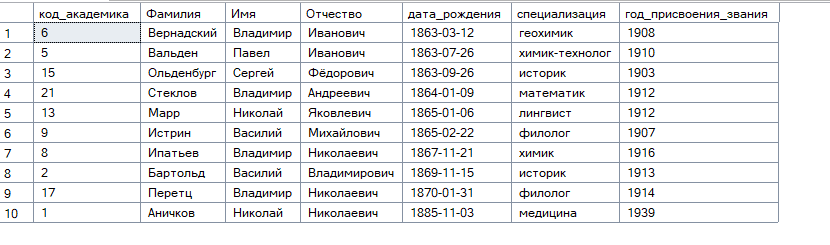 код_академика Фамилия Имя Отчество дата_рождения специализация год_присвоения_звания
1 6 Вернадский Владимир Иванович 1863-03-12 геохимик 1908
2 5 Вальден Павел Иванович 1863-07-26 химик-технолог 1910
3 15 Ольденбург Сергей Фёдорович 1863-09-26 историк 1903
4 21 Стеклов Владимир Андреевич 1864-01-09 математик 1912
5 13 Марр Николай Яковлевич 1865-01-06 лингвист 1912
6 9 Истрин Василий Михайлович 1865-02-22 филолог 1907
7 8 Ипатьев Владимир Николаевич 1867-11-21 химик 1916
8 2 Бартольд Василий Владимирович 1869-11-15 историк 1913
9 17 Перетц Владимир Николаевич 1870-01-31 филолог 1914
10 1 Аничков Николай Николаевич 1885-11-03 медицина 1939